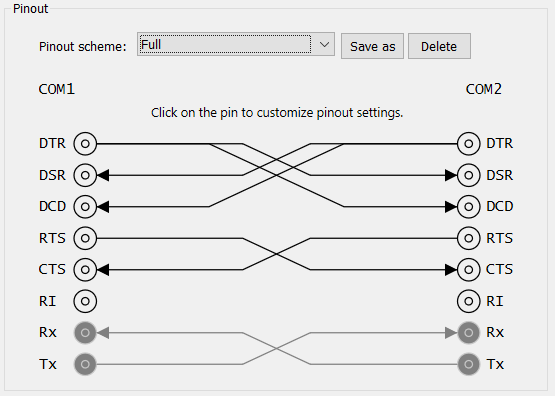 Pinout
Pinout scheme: Full Save as Delete
COM1 COM2
Click on the pin to customize pinout settings.
DTR DTR
DSR DSR
DCD DCD
RTS RTS
CTS CTS
RI RI
Rx Rx
Tx Tx